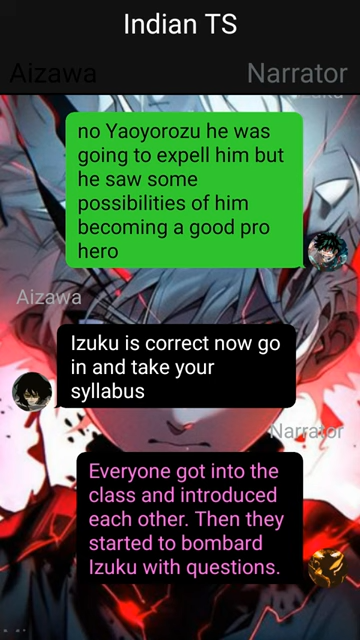 Indian TS
Aizawa
Narrator
no Yaoyorozu he was
going to expell him but
he saw some
possibilities of him
becoming a good pro
hero
Aizawa
Izuku is correct now go
in and take your
syllabus
Narrator
Everyone got into the
class and introduced
each other. Then they
started to bombard
Izuku with questions.